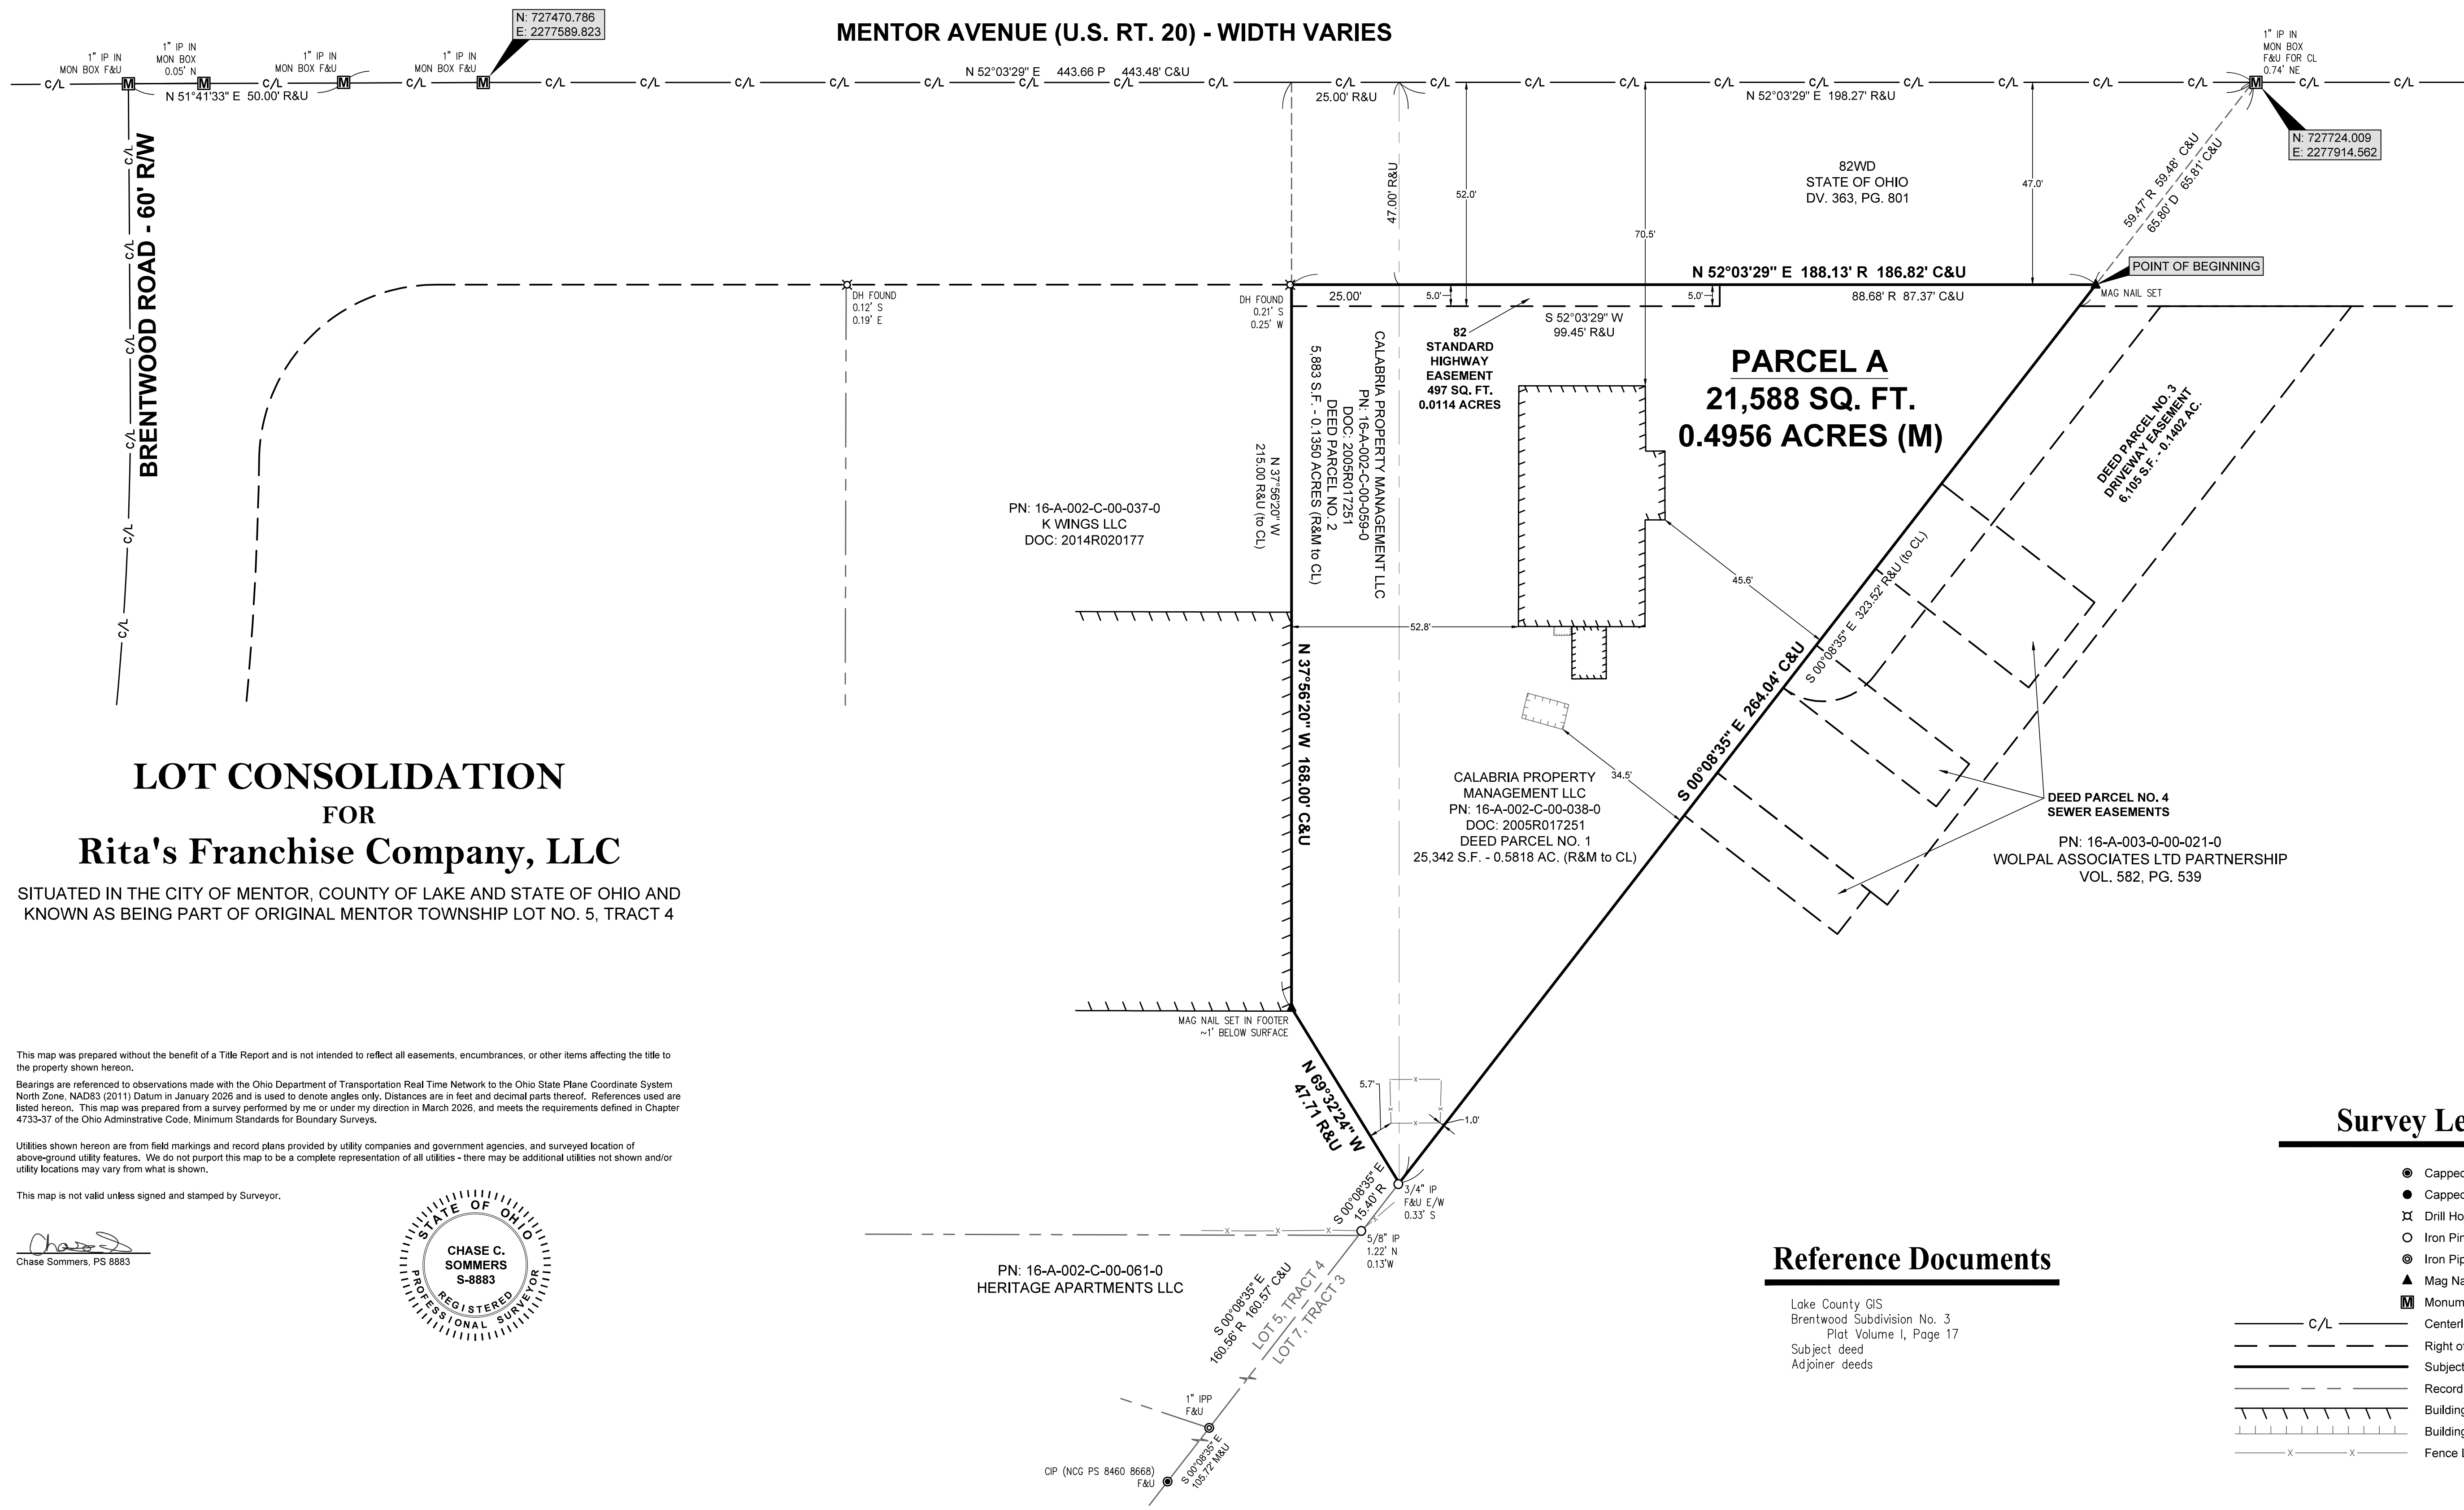 MENTOR AVENUE (U.S. RT. 20) - WIDTH VARIES
N: 727470.786
E: 2277589.823
1" IP IN
MON BOX F&U
1" IP IN
MON BOX
0.05' N
1" IP IN
MON BOX F&U
1" IP IN
MON BOX F&U
1" IP IN
MON BOX
F&U FOR CL
0.74' NE
C/L C/L C/L C/L C/L C/L C/L C/L C/L C/L C/L C/L C/L C/L C/L C/L C/L C/L C/L C/L C/L C/L C/L
M M M M M
N 51°41'33" E 50.00' R&U
N 52°03'29" E 443.66 P 443.48' C&U
25.00' R&U
N 52°03'29" E 198.27' R&U
N: 727724.009
E: 2277914.562
C/L C/L C/L C/L C/L C/L
BRENTWOOD ROAD - 60' R/W
47.00' R&U
52.0'
70.5'
82WD
STATE OF OHIO
DV. 363, PG. 801
47.0'
59.47' R 59.48' C&U
65.80' D 65.81' C&U
POINT OF BEGINNING
MAG NAIL SET
N 52°03'29" E 188.13' R 186.82' C&U
DH FOUND
0.12' S
0.19' E
DH FOUND
0.21' S
0.25' W
25.00'
5.0'
5.0'
88.68' R 87.37' C&U
S 52°03'29" W
99.45' R&U
82
STANDARD
HIGHWAY
EASEMENT
497 SQ. FT.
0.0114 ACRES
PARCEL A
21,588 SQ. FT.
0.4956 ACRES (M)
CALABRIA PROPERTY MANAGEMENT LLC
PN: 16-A-002-C-00-059-0
DOC: 2005R017251
DEED PARCEL NO. 2
5,883 S.F. - 0.1350 ACRES (R&M to CL)
N 37°56'20" W
215.00 R&U (to CL)
PN: 16-A-002-C-00-037-0
K WINGS LLC
DOC: 2014R020177
DEED PARCEL NO. 3
DRIVEWAY EASEMENT
6,105 S.F. - 0.1402 AC.
45.6'
52.8'
S 00°08'35" E 323.52' R&U (to CL)
S 00°08'35" E 264.04' C&U
N 37°56'20" W 168.00' C&U
34.5'
CALABRIA PROPERTY
MANAGEMENT LLC
PN: 16-A-002-C-00-038-0
DOC: 2005R017251
DEED PARCEL NO. 1
25,342 S.F. - 0.5818 AC. (R&M to CL)
DEED PARCEL NO. 4
SEWER EASEMENTS
PN: 16-A-003-0-00-021-0
WOLPAL ASSOCIATES LTD PARTNERSHIP
VOL. 582, PG. 539
LOT CONSOLIDATION
FOR
Rita's Franchise Company, LLC
SITUATED IN THE CITY OF MENTOR, COUNTY OF LAKE AND STATE OF OHIO AND
KNOWN AS BEING PART OF ORIGINAL MENTOR TOWNSHIP LOT NO. 5, TRACT 4
MAG NAIL SET IN FOOTER
~1' BELOW SURFACE
N 69°32'24" W
47.71 R&U
5.7'
1.0'
x x x x
This map was prepared without the benefit of a Title Report and is not intended to reflect all easements, encumbrances, or other items affecting the title to
the property shown hereon.
Bearings are referenced to observations made with the Ohio Department of Transportation Real Time Network to the Ohio State Plane Coordinate System
North Zone, NAD83 (2011) Datum in January 2026 and is used to denote angles only. Distances are in feet and decimal parts thereof. References used are
listed hereon. This map was prepared from a survey performed by me or under my direction in March 2026, and meets the requirements defined in Chapter
4733-37 of the Ohio Adminstrative Code, Minimum Standards for Boundary Surveys.
Utilities shown hereon are from field markings and record plans provided by utility companies and government agencies, and surveyed location of
above-ground utility features. We do not purport this map to be a complete representation of all utilities - there may be additional utilities not shown and/or
utility locations may vary from what is shown.
This map is not valid unless signed and stamped by Surveyor.
Chase Sommers, PS 8883
STATE OF OHIO
CHASE C.
SOMMERS
S-8883
REGISTERED
PROFESSIONAL SURVEYOR
S 00°08'35" E
15.40' R
3/4" IP
F&U E/W
0.33' S
5/8" IP
1.22' N
0.13'W
x x x x
PN: 16-A-002-C-00-061-0
HERITAGE APARTMENTS LLC
S 00°08'35" E
160.56' R 160.57' C&U
LOT 5, TRACT 4
LOT 7, TRACT 3
1" IPP
F&U
CIP (NCG PS 8460 8668)
F&U
S 00°08'35" E
105.72' M&U
Reference Documents
Lake County GIS
Brentwood Subdivision No. 3
Plat Volume I, Page 17
Subject deed
Adjoiner deeds
Survey Le
Capped
Capped
Drill Ho
Iron Pin
Iron Pip
Mag Na
M Monum
C/L Centerl
Right of
Subject
Record
Building
Building
x x Fence L